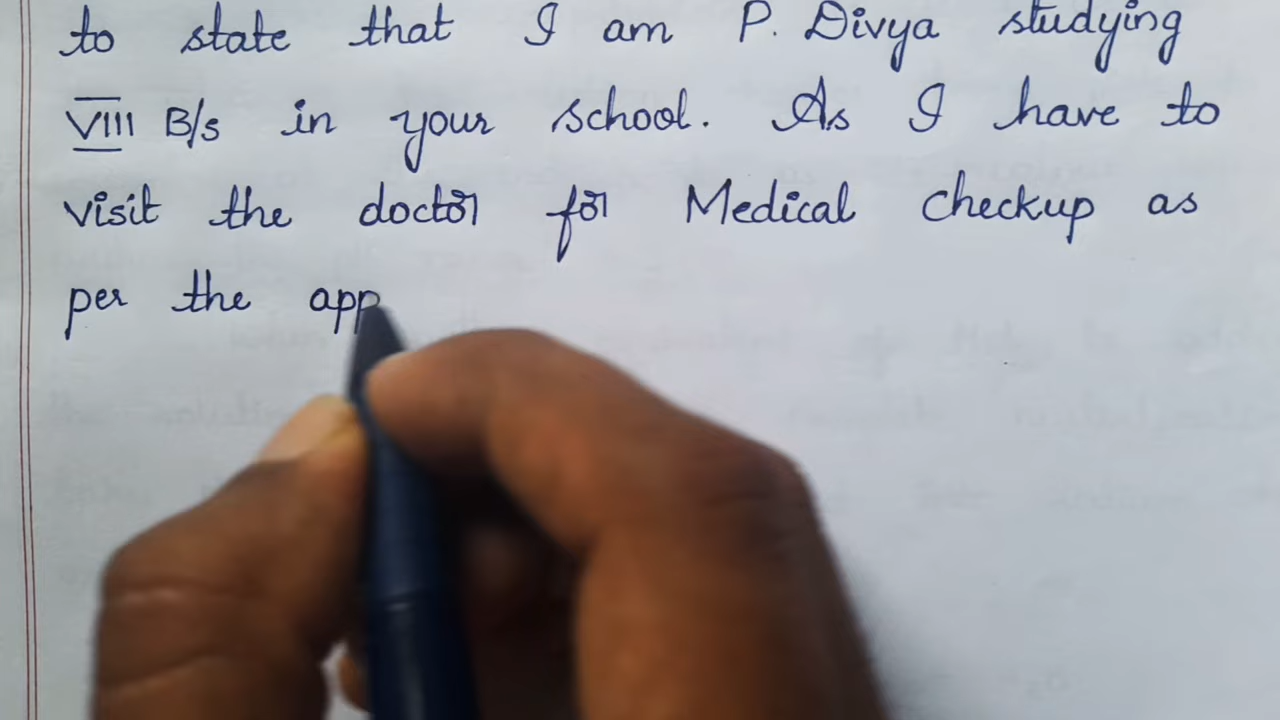 to state that I am P. Divya studying
VIII B/s in your school. As I have to
visit the doctor for Medical checkup as
per the app